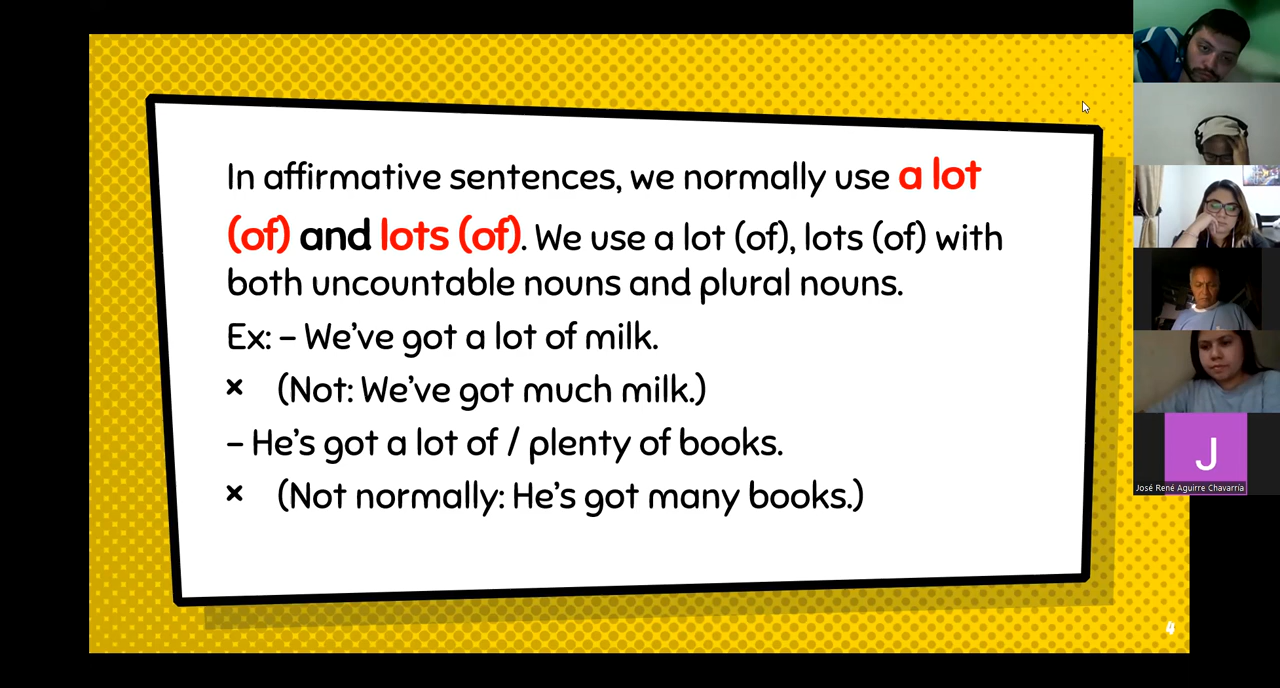 In affirmative sentences, we normally use a lot
(of) and lots (of). We use a lot (of), lots (of) with
both uncountable nouns and plural nouns.
Ex: – We’ve got a lot of milk.
× (Not: We’ve got much milk.)
– He’s got a lot of / plenty of books.
× (Not normally: He’s got many books.)
4
J
José René Aguirre Chavarría